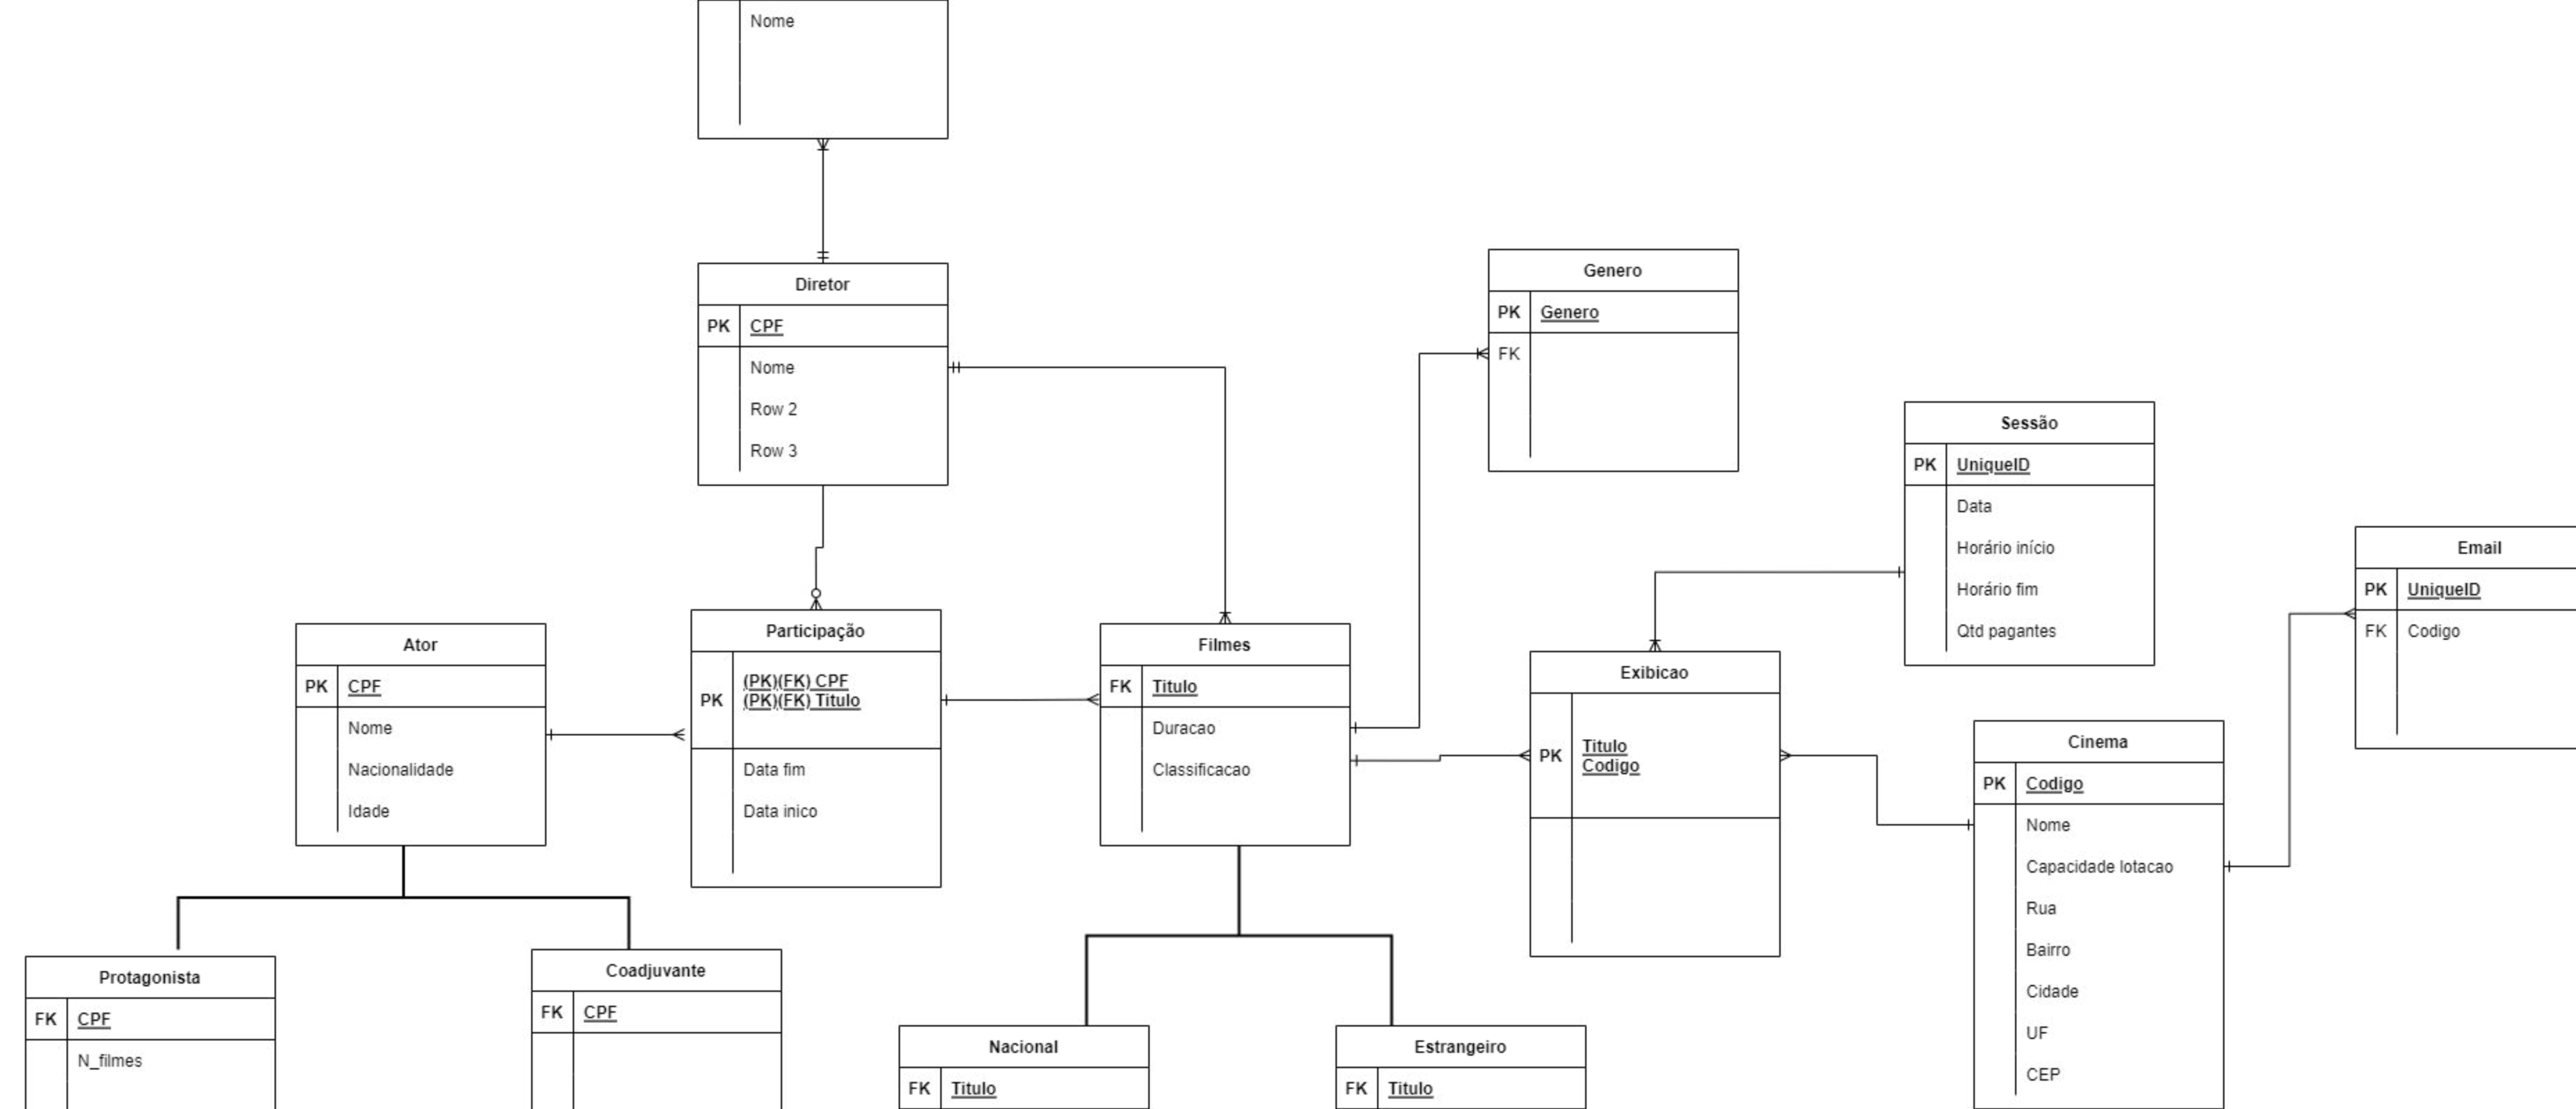 Nome
Diretor
PK CPF
Nome
Row 2
Row 3
Genero
PK Genero
FK
Sessão
PK UniqueID
Data
Horário início
Horário fim
Qtd pagantes
Email
PK UniqueID
FK Codigo
Ator
PK CPF
Nome
Nacionalidade
Idade
Participação
PK
(PK)(FK) CPF
(PK)(FK) Titulo
Data fim
Data inico
Filmes
FK Titulo
Duracao
Classificacao
Exibicao
PK
Titulo
Codigo
Cinema
PK Codigo
Nome
Capacidade lotacao
Rua
Bairro
Cidade
UF
CEP
Protagonista
FK CPF
N_filmes
Coadjuvante
FK CPF
Nacional
FK Titulo
Estrangeiro
FK Titulo